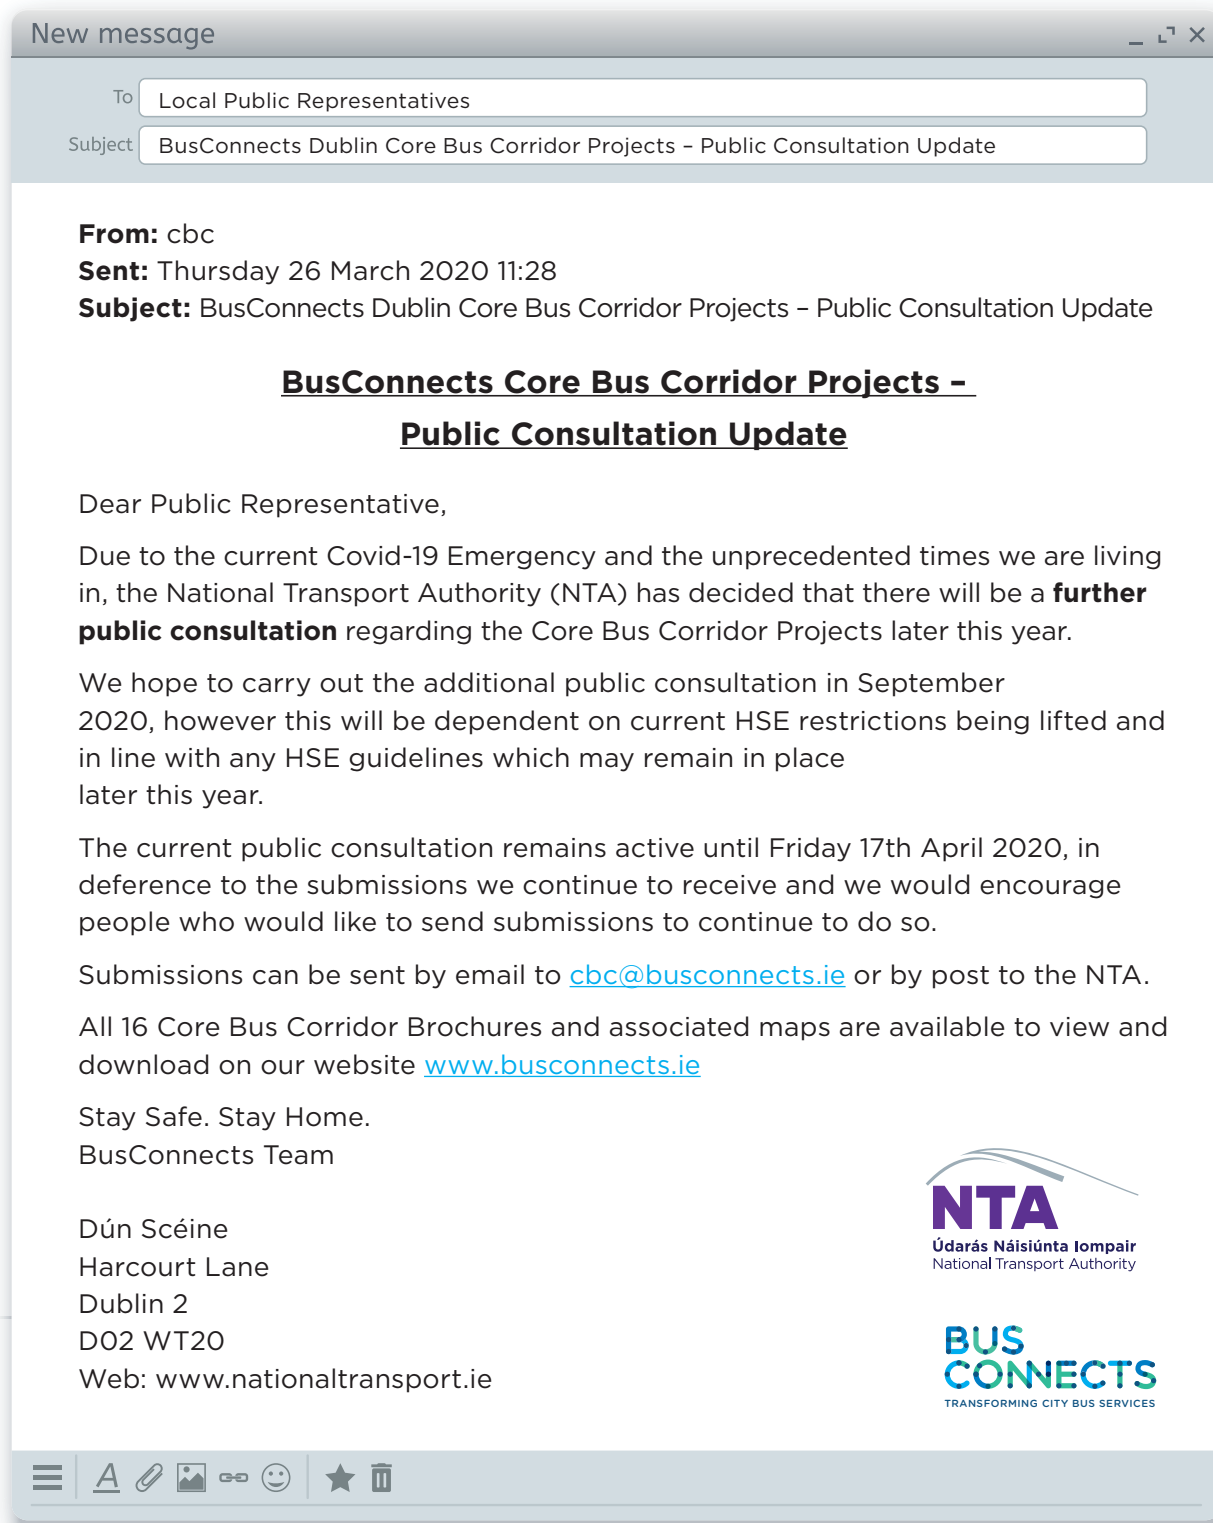 New message
To Local Public Representatives
Subject BusConnects Dublin Core Bus Corridor Projects – Public Consultation Update
From: cbc
Sent: Thursday 26 March 2020 11:28
Subject: BusConnects Dublin Core Bus Corridor Projects – Public Consultation Update
BusConnects Core Bus Corridor Projects –
Public Consultation Update
Dear Public Representative,
Due to the current Covid-19 Emergency and the unprecedented times we are living
in, the National Transport Authority (NTA) has decided that there will be a further
public consultation regarding the Core Bus Corridor Projects later this year.
We hope to carry out the additional public consultation in September
2020, however this will be dependent on current HSE restrictions being lifted and
in line with any HSE guidelines which may remain in place
later this year.
The current public consultation remains active until Friday 17th April 2020, in
deference to the submissions we continue to receive and we would encourage
people who would like to send submissions to continue to do so.
Submissions can be sent by email to cbc@busconnects.ie or by post to the NTA.
All 16 Core Bus Corridor Brochures and associated maps are available to view and
download on our website www.busconnects.ie
Stay Safe. Stay Home.
BusConnects Team
Dún Scéine
Harcourt Lane
Dublin 2
D02 WT20
Web: www.nationaltransport.ie
NTA
Údarás Náisiúnta Iompair
National Transport Authority
BUS
CONNECTS
TRANSFORMING CITY BUS SERVICES
A